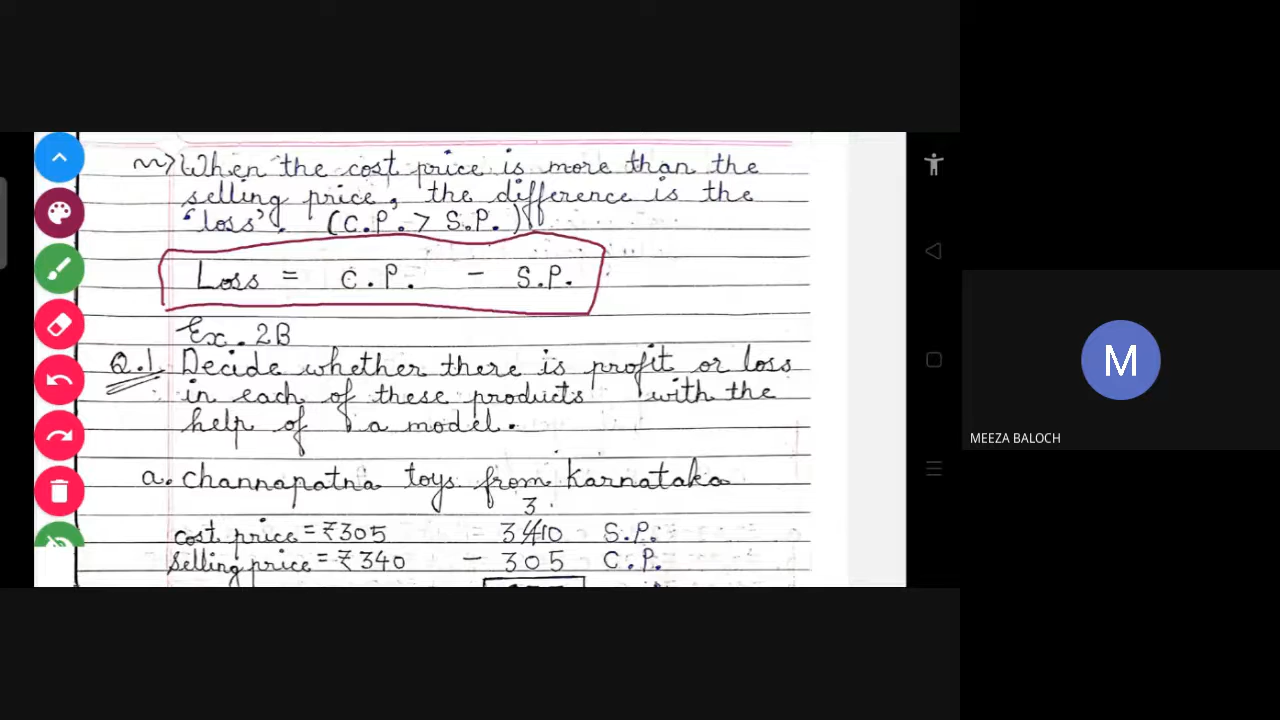 When the cost price is more than the
selling price, the difference is the
'loss'. (C.P. > S.P.)
Loss = C.P. - S.P.
Ex. 2B
Q.1 Decide whether there is profit or loss
in each of these products with the
help of a model.
a. Channapatna toys from Karnataka
3
cost price = ₹305 3410 S.P.
Selling price = ₹340 - 305 C.P.
M
MEEZA BALOCH